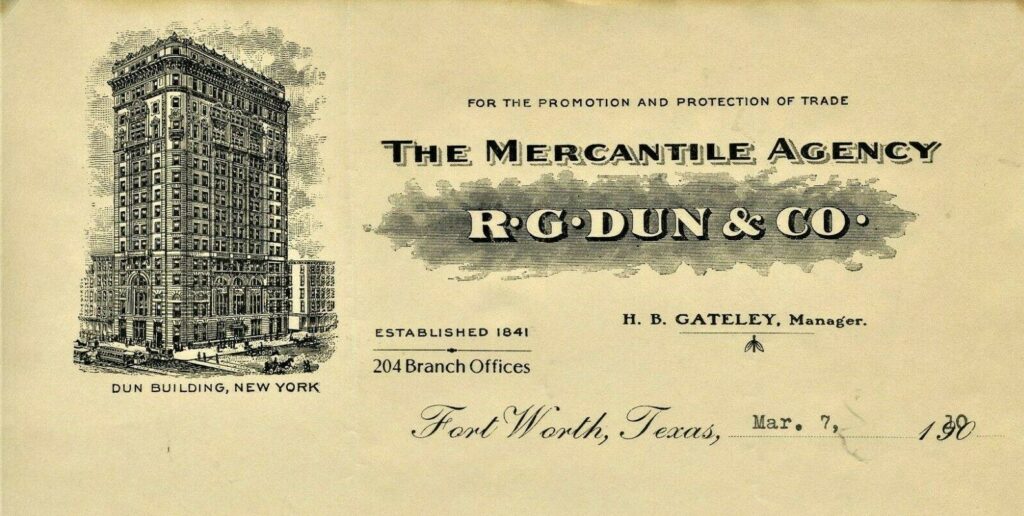 FOR THE PROMOTION AND PROTECTION OF TRADE
THE MERCANTILE AGENCY
R·G·DUN & CO·
H. B. GATELEY, Manager.
ESTABLISHED 1841
204 Branch Offices
DUN BUILDING, NEW YORK
Fort Worth, Texas, Mar. 7, 1910